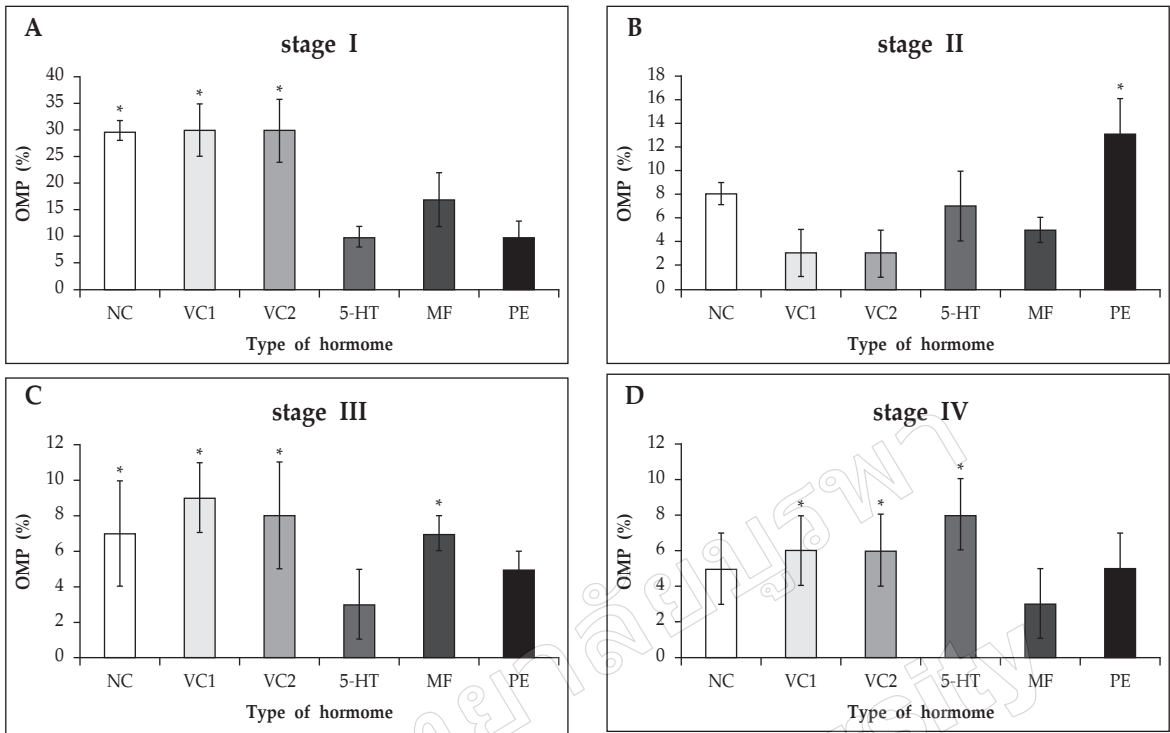 A
stage I
OMP (%)
40
35
30
25
20
15
10
5
0
* * *
NC VC1 VC2 5-HT MF PE
Type of hormome
B
stage II
OMP (%)
18
16
14
12
10
8
6
4
2
0
*
NC VC1 VC2 5-HT MF PE
Type of hormome
C
stage III
OMP (%)
12
10
8
6
4
2
0
* * * *
NC VC1 VC2 5-HT MF PE
Type of hormome
D
stage IV
OMP (%)
12
10
8
6
4
2
0
* * *
NC VC1 VC2 5-HT MF PE
Type of hormome